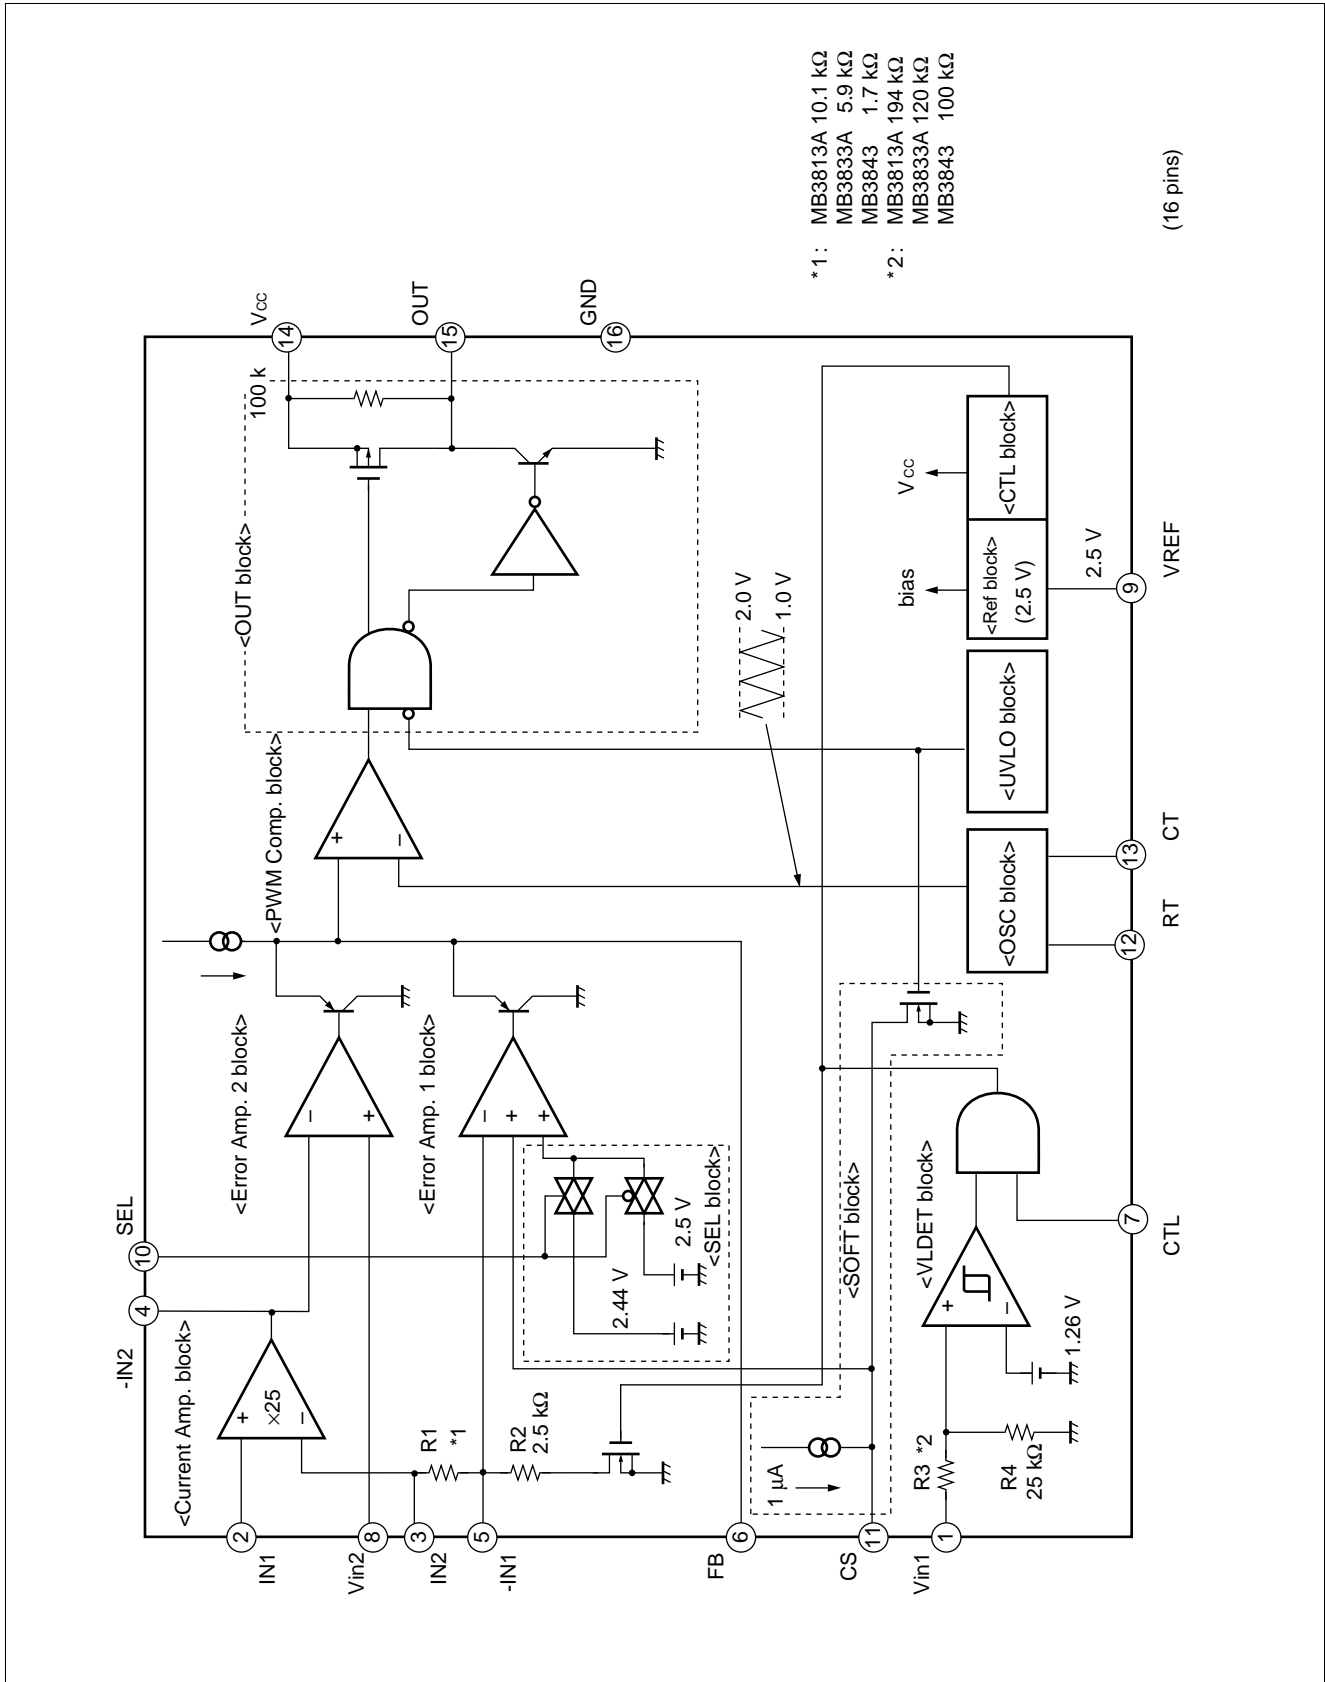 -IN2
SEL
4
10
<Current Amp. block>
+
×25
−
<Error Amp. 2 block>
−
+
<Error Amp. 1 block>
−
+
+
<SEL block>
2.44 V
2.5 V
<PWM Comp. block>
+
−
<OUT block>
100 k
14
Vcc
15
OUT
16
GND
2
IN1
8
Vin2
3
IN2
5
-IN1
R1
*1
R2
2.5 kΩ
6
FB
11
CS
1 μA
<SOFT block>
1
Vin1
R3 *2
R4
25 kΩ
<VLDET block>
+
−
1.26 V
7
CTL
2.0 V
1.0 V
<OSC block>
12
RT
13
CT
<UVLO block>
bias
<Ref block>
(2.5 V)
2.5 V
9
VREF
Vcc
<CTL block>
*1 : MB3813A 10.1 kΩ
MB3833A 5.9 kΩ
MB3843 1.7 kΩ
*2 : MB3813A 194 kΩ
MB3833A 120 kΩ
MB3843 100 kΩ
(16 pins)